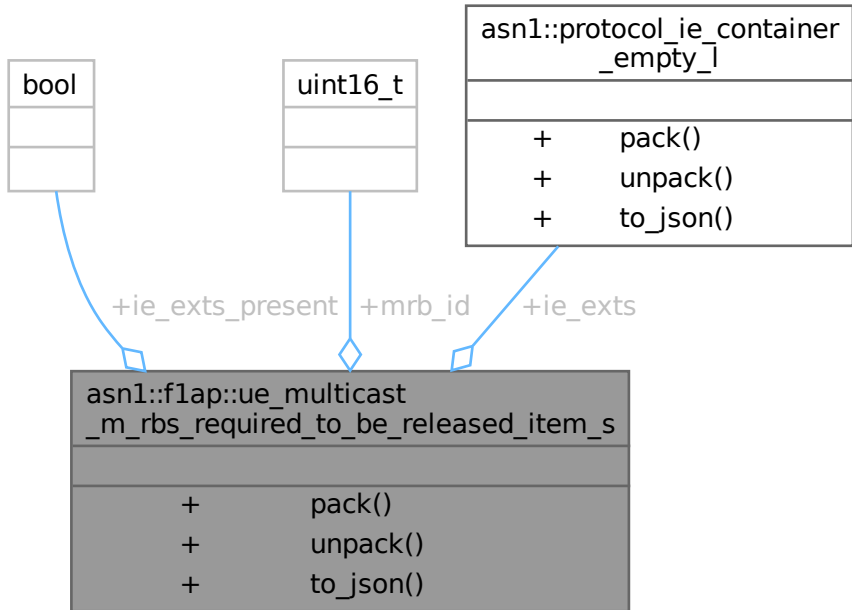 asn1::protocol_ie_container
_empty_l
bool
uint16_t
+ pack()
+ unpack()
+ to_json()
+ie_exts_present
+mrb_id
+ie_exts
asn1::f1ap::ue_multicast
_m_rbs_required_to_be_released_item_s
+ pack()
+ unpack()
+ to_json()